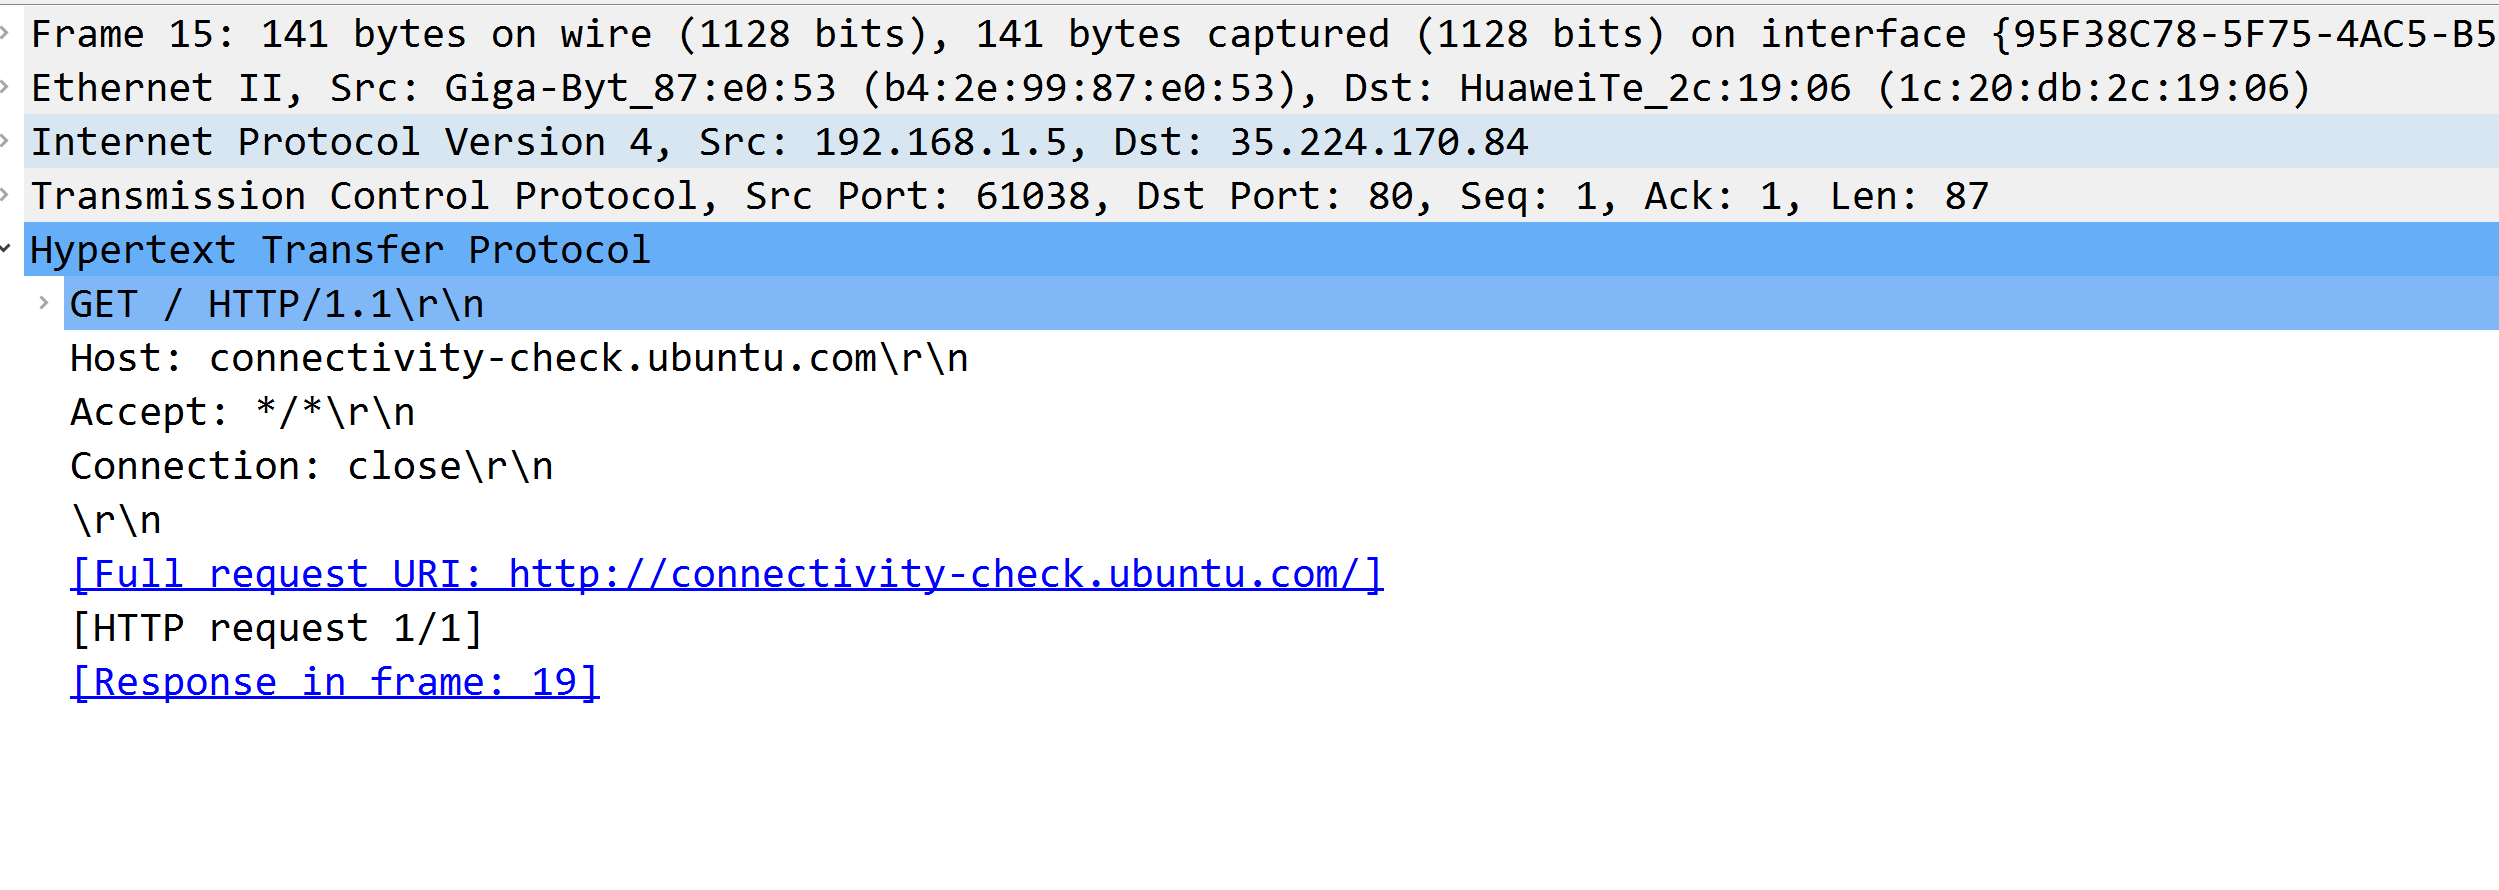 Frame 15: 141 bytes on wire (1128 bits), 141 bytes captured (1128 bits) on interface {95F38C78-5F75-4AC5-B5
Ethernet II, Src: Giga-Byt_87:e0:53 (b4:2e:99:87:e0:53), Dst: HuaweiTe_2c:19:06 (1c:20:db:2c:19:06)
Internet Protocol Version 4, Src: 192.168.1.5, Dst: 35.224.170.84
Transmission Control Protocol, Src Port: 61038, Dst Port: 80, Seq: 1, Ack: 1, Len: 87
Hypertext Transfer Protocol
GET / HTTP/1.1\r\n
Host: connectivity-check.ubuntu.com\r\n
Accept: */*\r\n
Connection: close\r\n
\r\n
[Full request URI: http://connectivity-check.ubuntu.com/]
[HTTP request 1/1]
[Response in frame: 19]